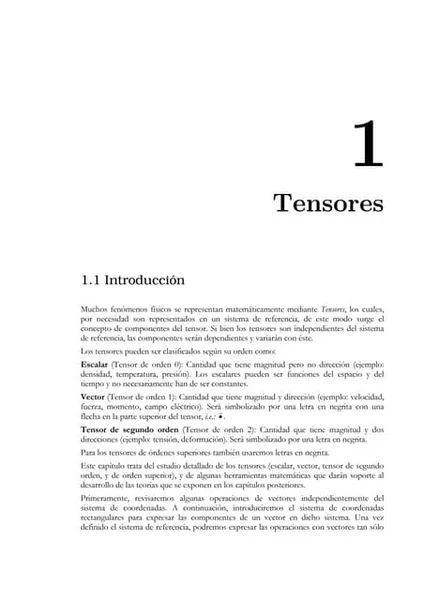 1
Tensores
1.1 Introducción
Muchos fenómenos físicos se representan matemáticamente mediante Tensores, los cuales,
por necesidad son representados en un sistema de referencia, de este modo surge el
concepto de componentes del tensor. Si bien los tensores son independientes del sistema
de referencia, las componentes serán dependientes y variarán con éste.
Los tensores pueden ser clasificados según su orden como:
Escalar (Tensor de orden 0): Cantidad que tiene magnitud pero no dirección (ejemplo:
densidad, temperatura, presión). Los escalares pueden ser funciones del espacio y del
tiempo y no necesariamente han de ser constantes.
Vector (Tensor de orden 1): Cantidad que tiene magnitud y dirección (ejemplo: velocidad,
fuerza, momento, campo eléctrico). Será simbolizado por una letra en negrita con una
flecha en la parte superior del tensor, i.e.:
Tensor de segundo orden (Tensor de orden 2): Cantidad que tiene magnitud y dos
direcciones (ejemplo: tensión, deformación). Será simbolizado por una letra en negrita.
Para los tensores de órdenes superiores también usaremos letras en negrita.
Este capítulo trata del estudio detallado de los tensores (escalar, vector, tensor de segundo
orden, y de orden superior), y de algunas herramientas matemáticas que darán soporte al
desarrollo de las teorías que se exponen en los capítulos posteriores.
Primeramente, revisaremos algunas operaciones de vectores independientemente del
sistema de coordenadas. A continuación, introduciremos el sistema de coordenadas
rectangulares para expresar las componentes de un vector en dicho sistema. Una vez
definido el sistema de referencia, podremos expresar las operaciones con vectores tan sólo